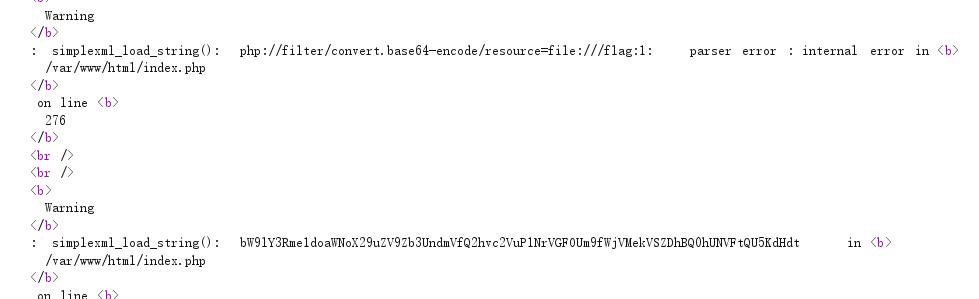 Warning
</b>
: simplexml_load_string(): php://filter/convert.base64-encode/resource=file:///flag:1: parser error : internal error in <b>
/var/www/html/index.php
</b>
on line <b>
276
</b>
<br />
<br />
<b>
Warning
</b>
: simplexml_load_string(): in <b>
/var/www/html/index.php
</b>
on line <b>